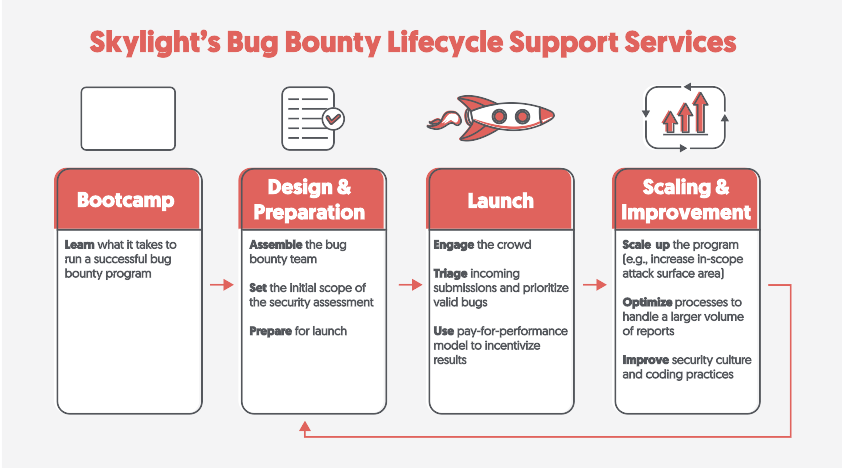 Skylight's Bug Bounty Lifecycle Support Services
Bootcamp
Learn what it takes to
run a successful bug
bounty program
Design &
Preparation
Assemble the bug
bounty team
Set the initial scope of
the security assessment
Prepare for launch
Launch
Engage the crowd
Triage incoming
submissions and prioritize
valid bugs
Use pay-for-performance
model to incentivize
results
Scaling &
Improvement
Scale up the program
(e.g., increase in-scope
attack surface area)
Optimize processes to
handle a larger volume
of reports
Improve security culture
and coding practices